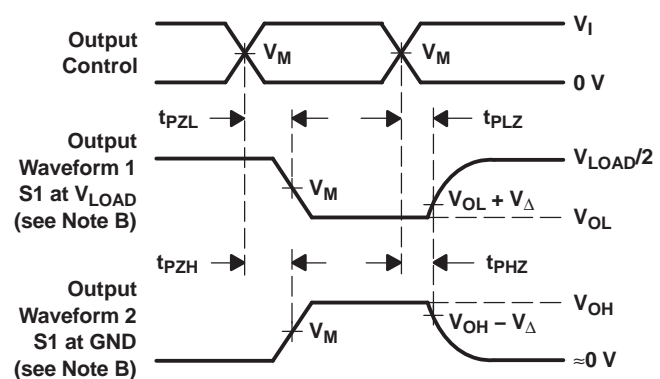 Output
Control
V_M
V_M
V_I
0 V
t_PZL
t_PLZ
Output
Waveform 1
S1 at V_LOAD
(see Note B)
V_M
V_LOAD/2
V_OL + V_Δ
V_OL
t_PZH
t_PHZ
Output
Waveform 2
S1 at GND
(see Note B)
V_M
V_OH
V_OH − V_Δ
≈0 V